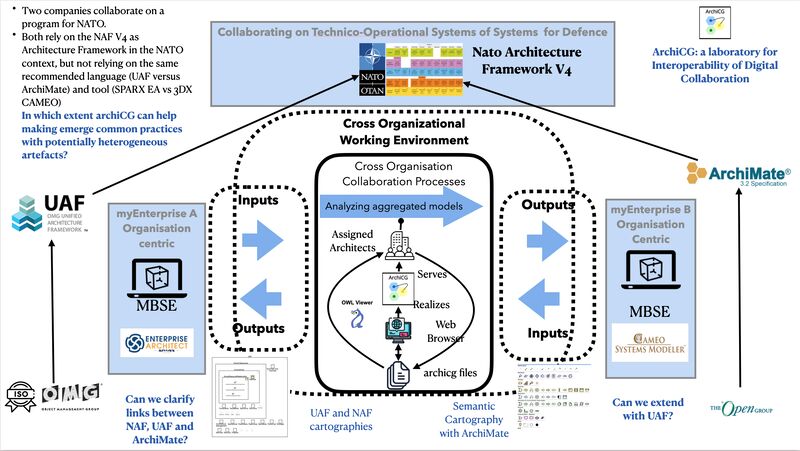 • Two companies collaborate on a
program for NATO.
• Both rely on the NAF V4 as
Architecture Framework in the NATO
context, but not relying on the same
recommended language (UAF versus
ArchiMate) and tool (SPARX EA vs 3DX
CAMEO)
In which extent archiCG can help
making emerge common practices
with potentially heterogeneous
artefacts?
Collaborating on Technico-Operational Systems of Systems for Defence
NATO
OTAN
Nato Architecture
Framework V4
ArchiCG
ArchiCG: a laboratory for
Interoperability of Digital
Collaboration
Cross Organizational
Working Environment
Cross Organisation
Collaboration Processes
Analyzing aggregated models
Assigned
Architects
Serves
ArchiCG
OWL Viewer
Realizes
Web
Browser
archicg files
Inputs
Outputs
Outputs
Inputs
UAF
OMG UNIFIED
ARCHITECTURE
FRAMEWORK ™
myEnterprise A
Organisation
centric
MBSE
ENTERPRISE
ARCHITECT
myEnterprise B
Organisation
Centric
MBSE
CAMEO
SYSTEMS MODELER
ArchiMate®
3.2 Specification
ISO
OMG
OBJECT MANAGEMENT GROUP
Can we clarify
links between
NAF, UAF and
ArchiMate?
UAF and NAF
cartographies
Semantic
Cartography
with ArchiMate
Can we extend
with UAF?
THE Open GROUP